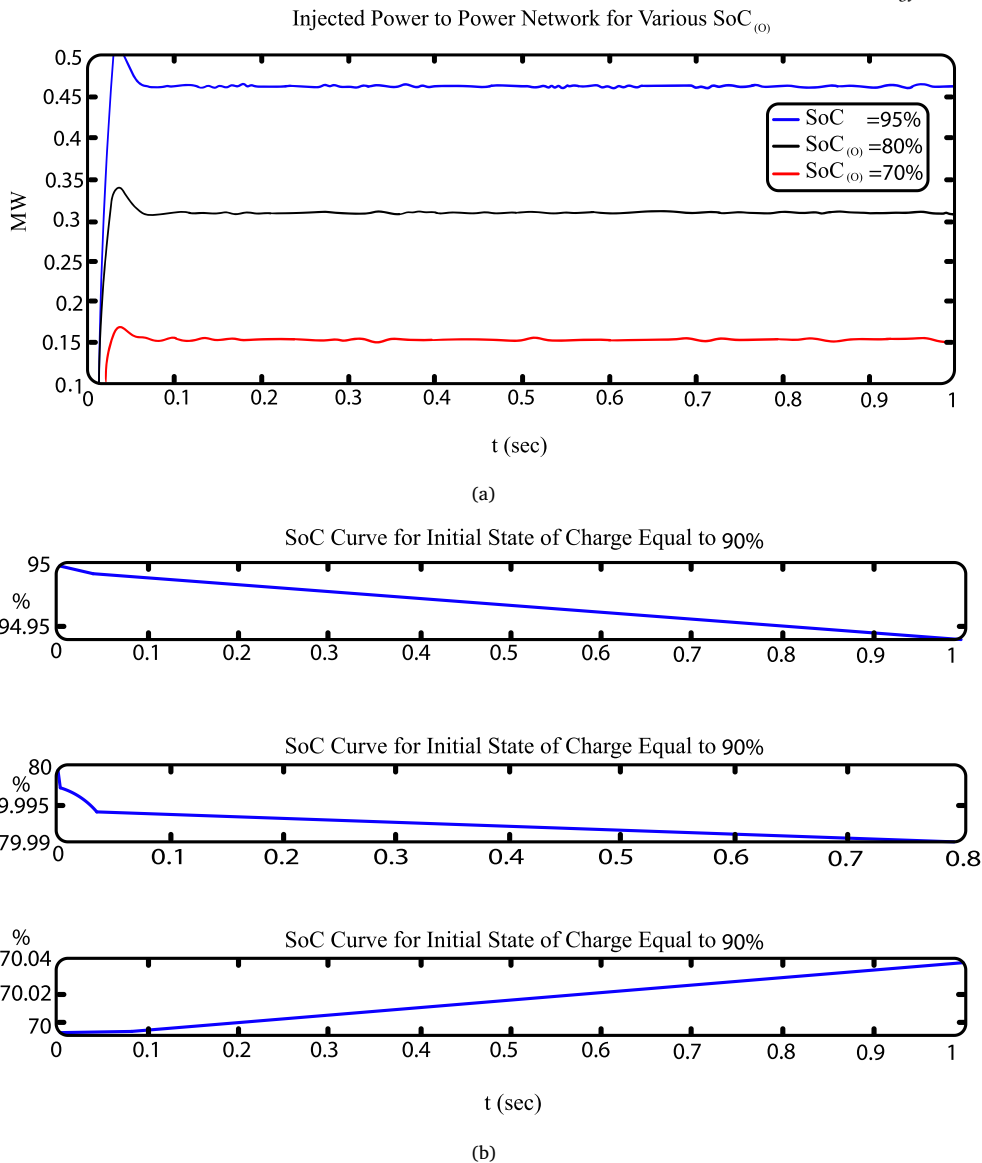 Injected Power to Power Network for Various SoC (O)
0.5
0.45
0.4
0.35
0.3
0.25
0.2
0.15
0.1
MW
SoC =95%
SoC (O) =80%
SoC (O) =70%
0 0.1 0.2 0.3 0.4 0.5 0.6 0.7 0.8 0.9 1
t (sec)
(a)
SoC Curve for Initial State of Charge Equal to 90%
95
%
94.95
0 0.1 0.2 0.3 0.4 0.5 0.6 0.7 0.8 0.9 1
SoC Curve for Initial State of Charge Equal to 90%
80
%
9.995
79.99
0 0.1 0.2 0.3 0.4 0.5 0.6 0.7 0.8
%
SoC Curve for Initial State of Charge Equal to 90%
70.04
70.02
70
0 0.1 0.2 0.3 0.4 0.5 0.6 0.7 0.8 0.9 1
t (sec)
(b)